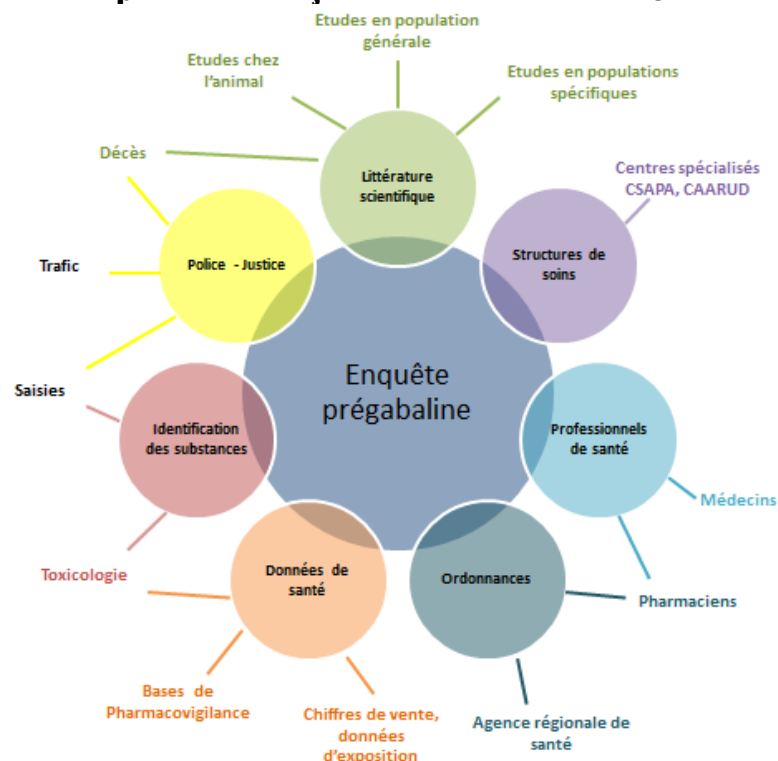 Etudes en population
générale
Etudes chez
l'animal
Etudes en populations
spécifiques
Décès
Littérature
scientifique
Centres spécialisés
CSAPA, CAARUD
Trafic
Police - Justice
Structures de
soins
Enquête
prégabaline
Saisies
Identification
des substances
Professionnels
de santé
Médecins
Toxicologie
Données de
santé
Ordonnances
Pharmaciens
Bases de
Pharmacovigilance
Chiffres de vente,
données
d'exposition
Agence régionale de
santé